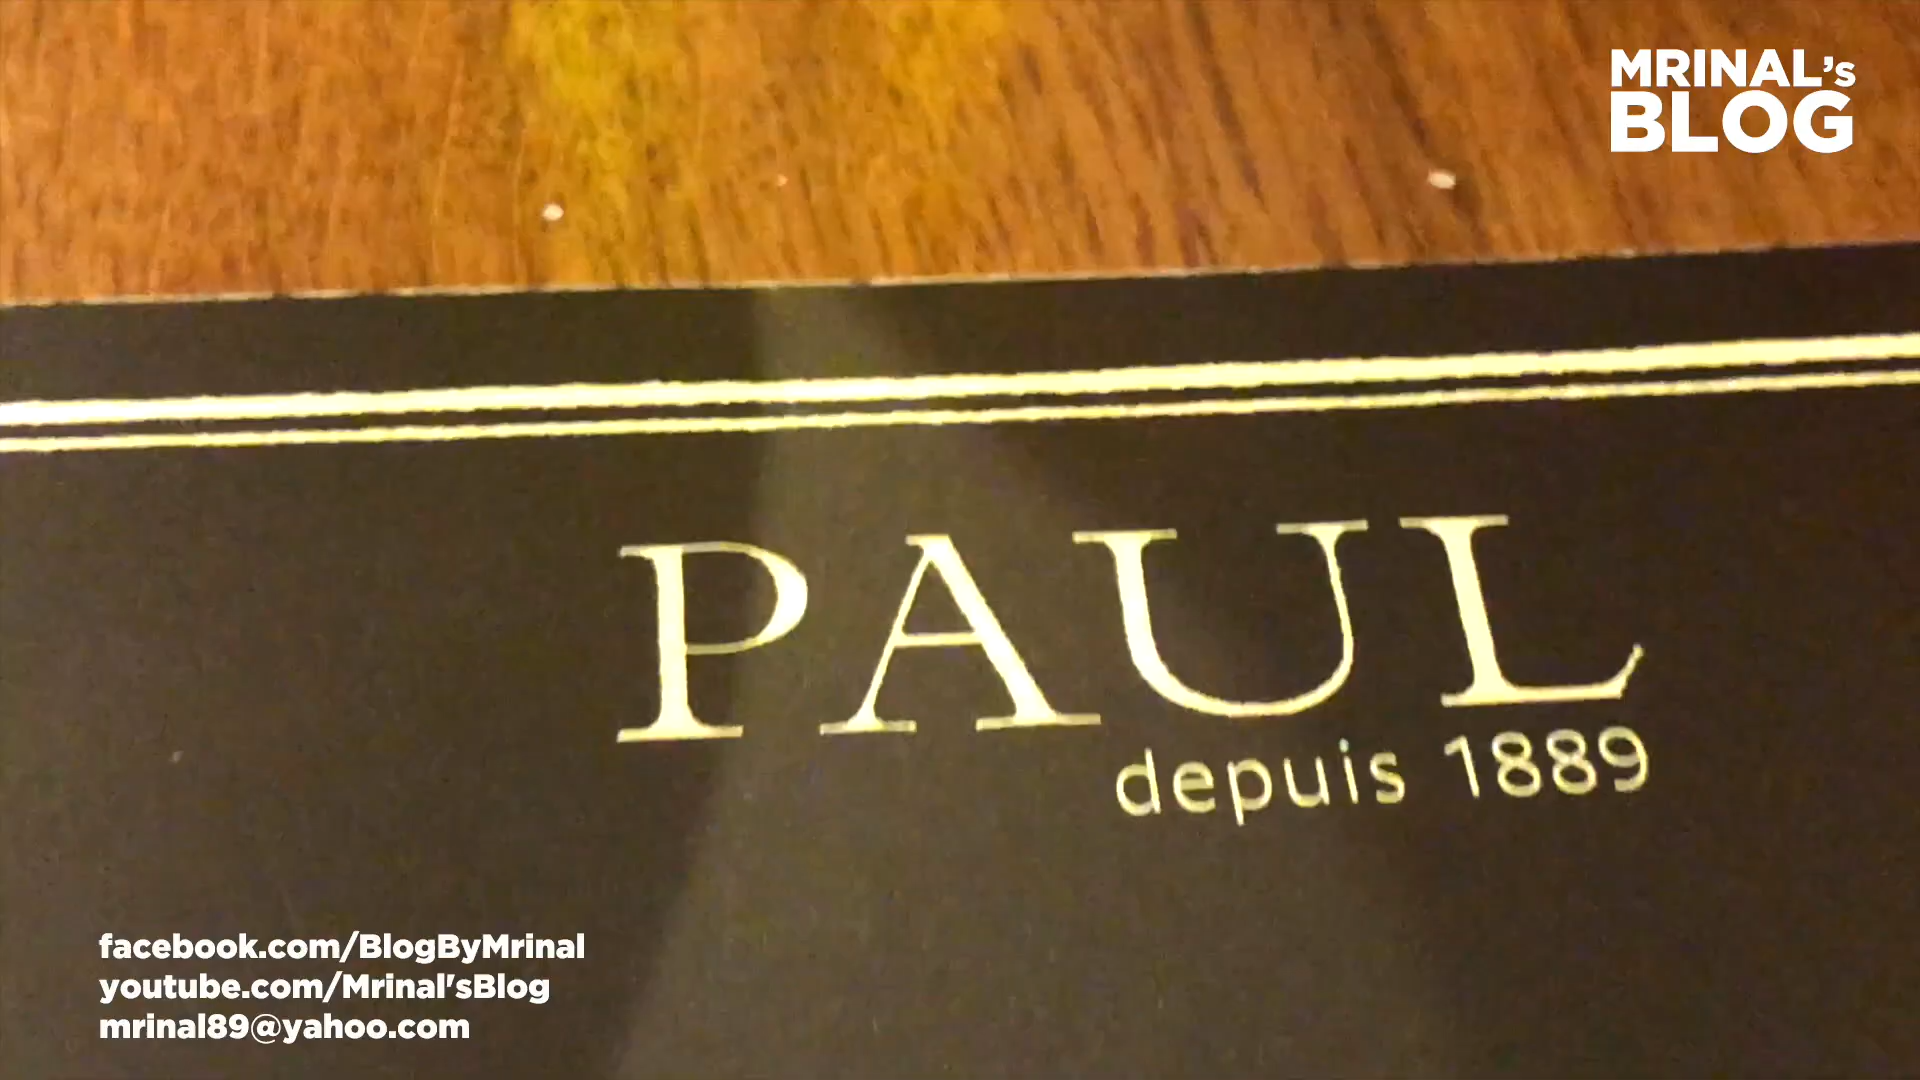 MRINAL's
BLOG
PAUL
depuis 1889
facebook.com/BlogByMrinal
youtube.com/Mrinal'sBlog
mrinal89@yahoo.com